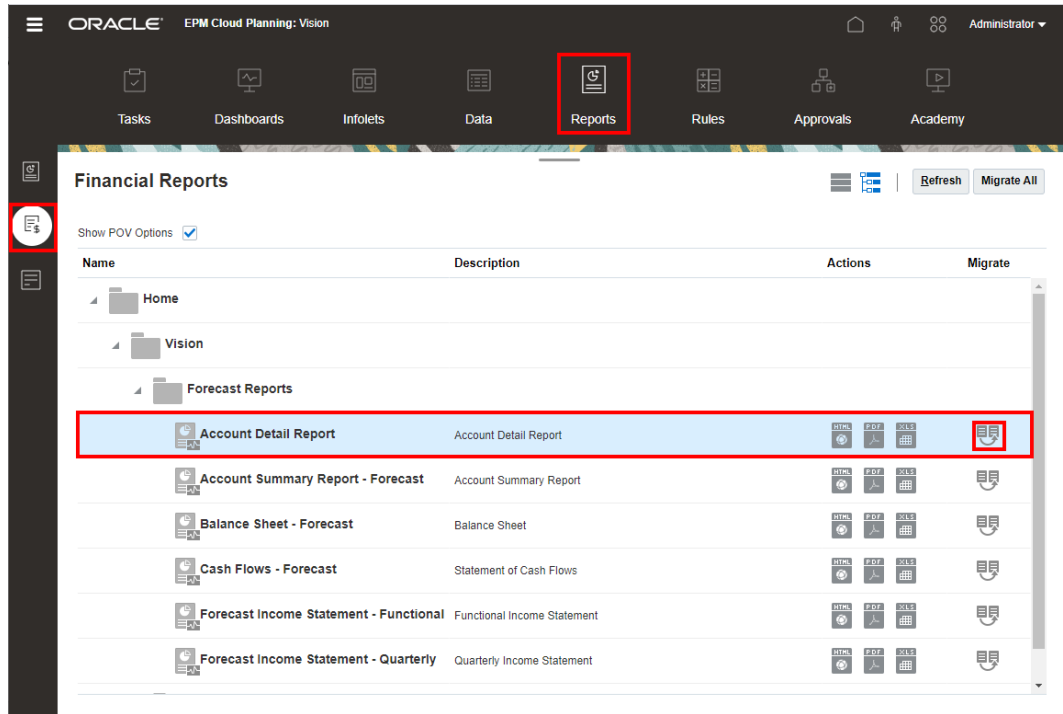 ORACLE® EPM Cloud Planning: Vision Administrator
Tasks Dashboards Infolets Data Reports Rules Approvals Academy
Financial Reports Refresh Migrate All
Show POV Options
Name Description Actions Migrate
Home
Vision
Forecast Reports
Account Detail Report Account Detail Report HTML PDF XLS
Account Summary Report - Forecast Account Summary Report HTML PDF XLS
Balance Sheet - Forecast Balance Sheet HTML PDF XLS
Cash Flows - Forecast Statement of Cash Flows HTML PDF XLS
Forecast Income Statement - Functional Functional Income Statement HTML PDF XLS
Forecast Income Statement - Quarterly Quarterly Income Statement HTML PDF XLS